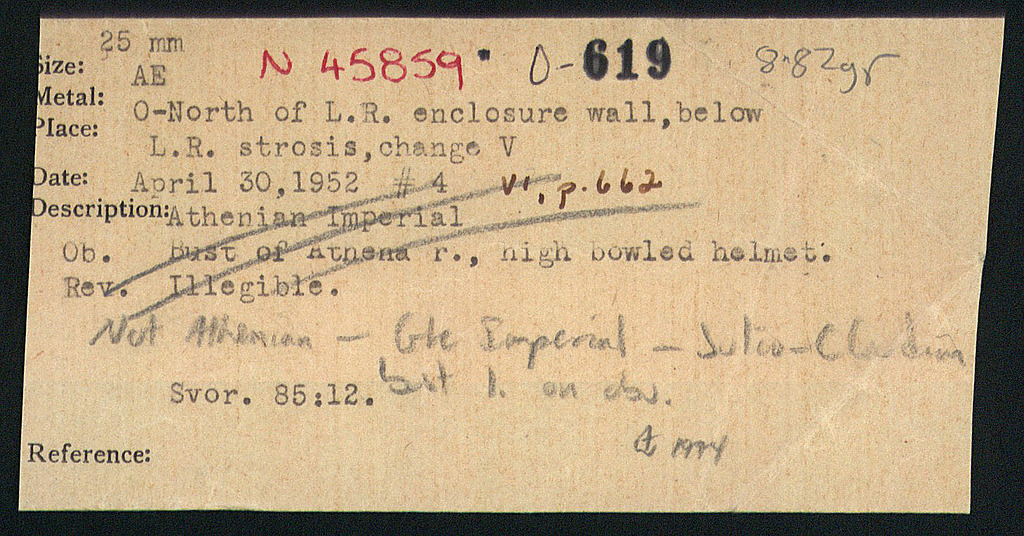 25 mm
Size:
AE N 45859 • O-619 8.82gr
Metal:
O-North of L.R. enclosure wall, below
Place:
L.R. strosis, change V
Date: April 30, 1952 #4 VI, p. 662
Description: Athenian Imperial
Ob. Bust of Athena r., high bowled helmet.
Rev. Illegible.
Not Athenian — Gk Imperial — Julio-Claudian
Svor. 85:12. bust l. on obv.
1994
Reference: